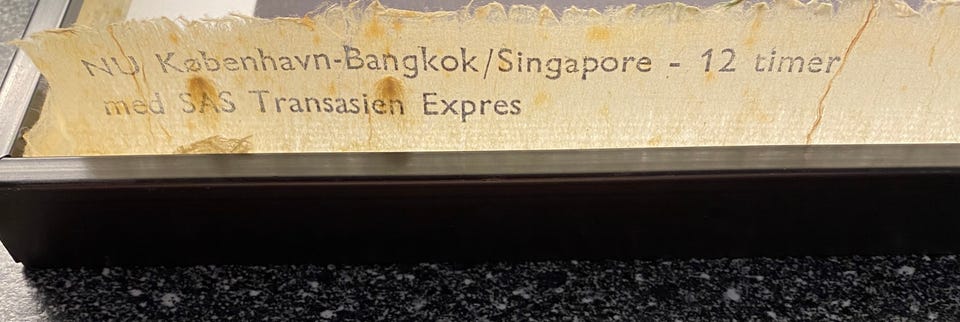 NU København-Bangkok/Singapore - 12 timer
med SAS Transasien Expres